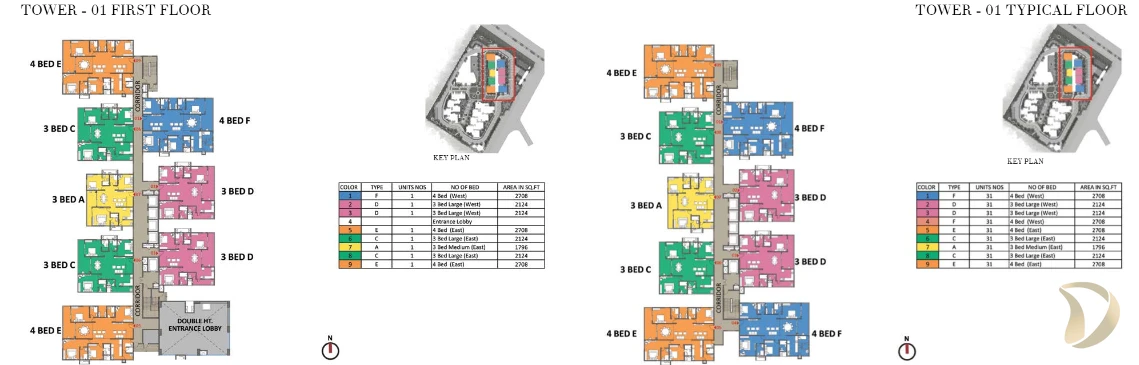 TOWER - 01 FIRST FLOOR
4 BED E
3 BED C
4 BED F
3 BED D
3 BED A
3 BED C
3 BED D
4 BED E
CORRIDOR
CORRIDOR
DOUBLE HT.
ENTRANCE LOBBY
KEY PLAN
COLOR TYPE UNITS NOS NO OF BED AREA IN SQ.FT
1 F 1 4 Bed (West) 2708
2 D 1 3 Bed Large (West) 2124
3 D 1 3 Bed Large (West) 2124
4 Entrance Lobby
5 E 1 4 Bed (East) 2708
6 C 1 3 Bed Large (East) 2124
7 A 1 3 Bed Medium (East) 1796
8 C 1 3 Bed Large (East) 2124
9 E 1 4 Bed (East) 2708
N
TOWER - 01 TYPICAL FLOOR
4 BED E
3 BED C
4 BED F
3 BED D
3 BED A
3 BED C
3 BED D
4 BED E
4 BED F
CORRIDOR
CORRIDOR
KEY PLAN
COLOR TYPE UNITS NOS NO OF BED AREA IN SQ.FT
1 F 31 4 Bed (West) 2708
2 D 31 3 Bed Large (West) 2124
3 D 31 3 Bed Large (West) 2124
4 F 31 4 Bed (West) 2708
5 E 31 4 Bed (East) 2708
6 C 31 3 Bed Large (East) 2124
7 A 31 3 Bed Medium (East) 1796
8 C 31 3 Bed Large (East) 2124
9 E 31 4 Bed (East) 2708
N